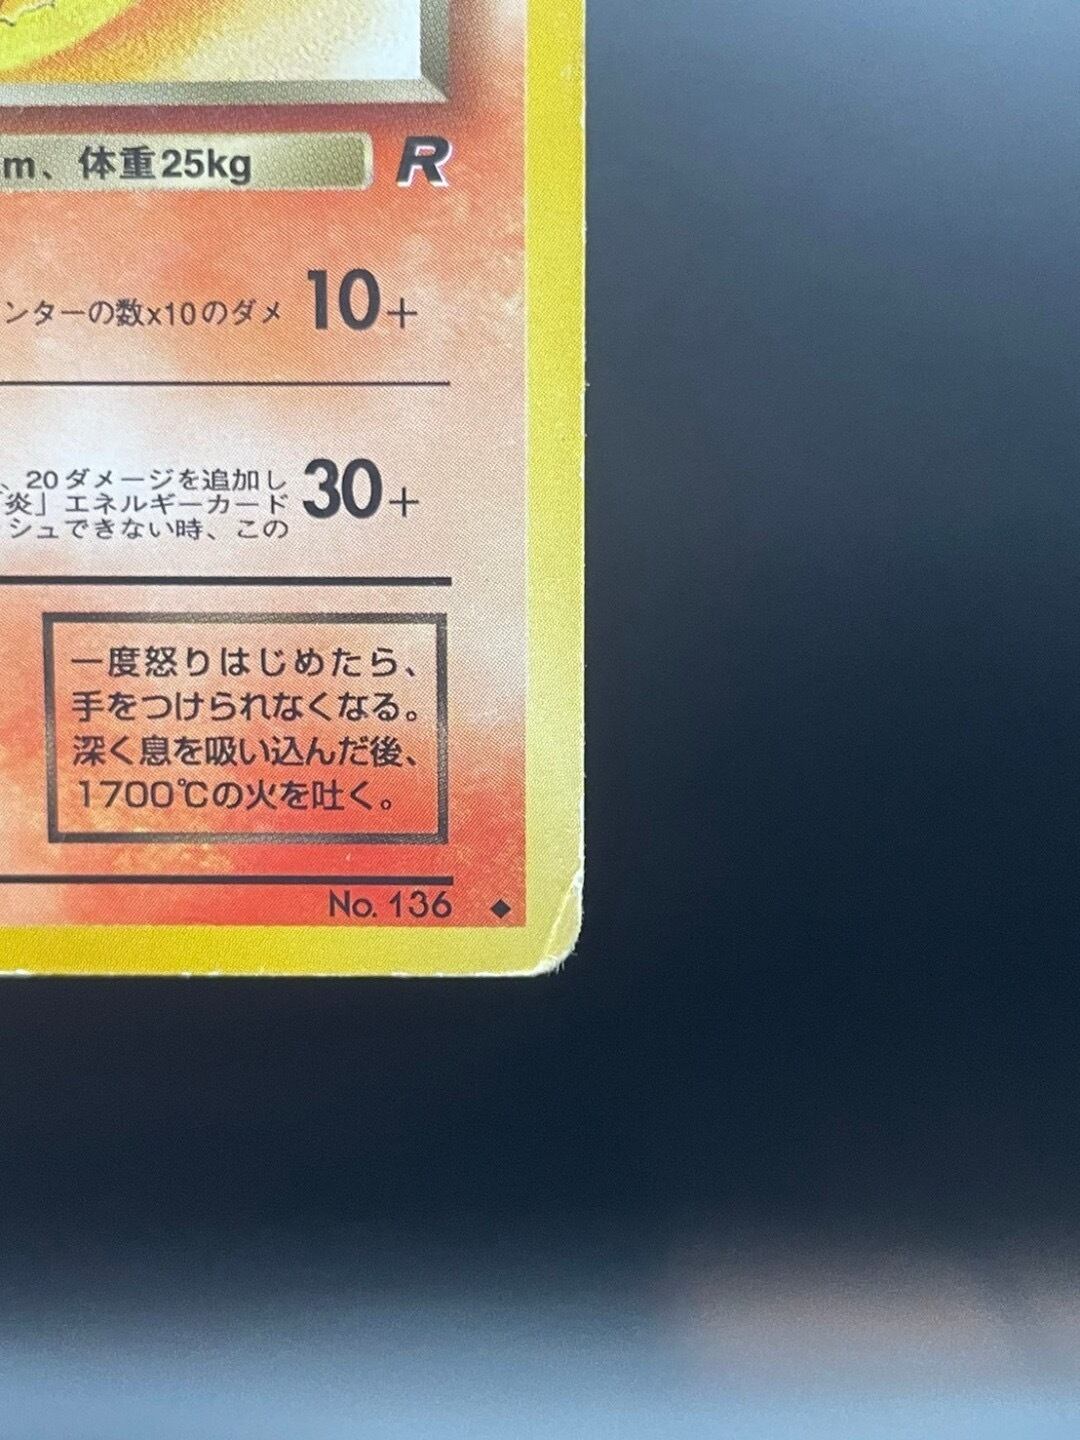 m、体重25kg R
ンターの数x10のダメ 10+
、20ダメージを追加し
「炎」エネルギーカード 30+
シュできない時、この
一度怒りはじめたら、
手をつけられなくなる。
深く息を吸い込んだ後、
1700℃の火を吐く。
No. 136 ◆